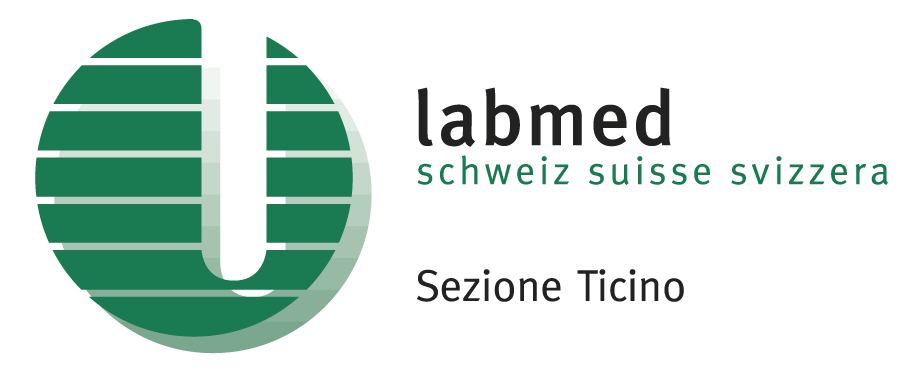 labmed
schweiz suisse svizzera
Sezione Ticino